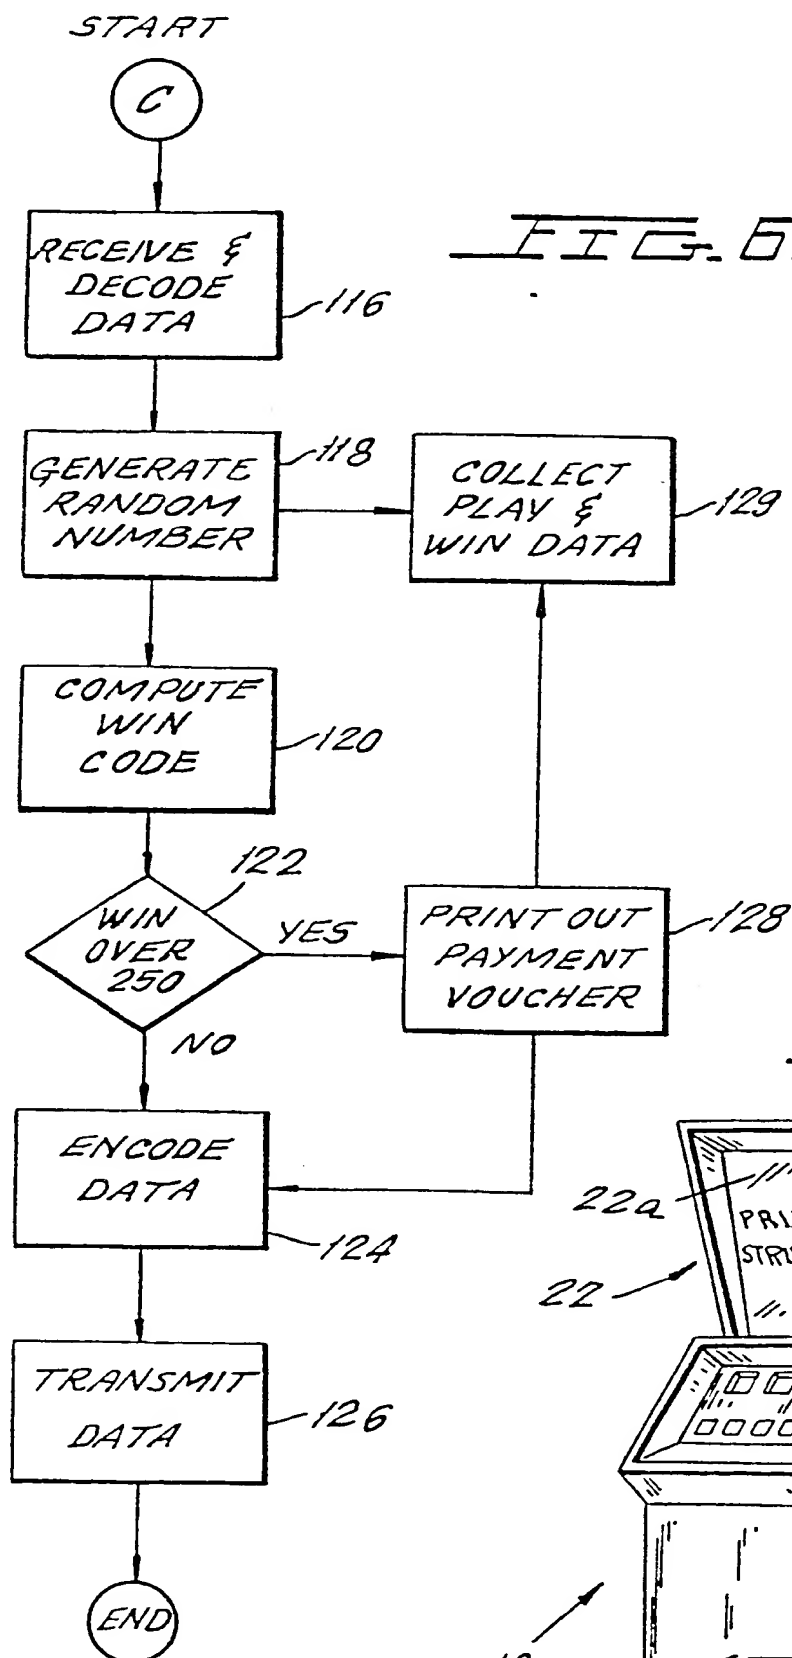 START
C
RECEIVE &
DECODE
DATA
116
FIG. 6.
GENERATE
RANDOM
NUMBER
118
COLLECT
PLAY &
WIN DATA
129
COMPUTE
WIN
CODE
120
122
WIN
OVER
250
YES
NO
PRINT OUT
PAYMENT
VOUCHER
128
ENCODE
DATA
124
22a
22
TRANSMIT
DATA
126
END